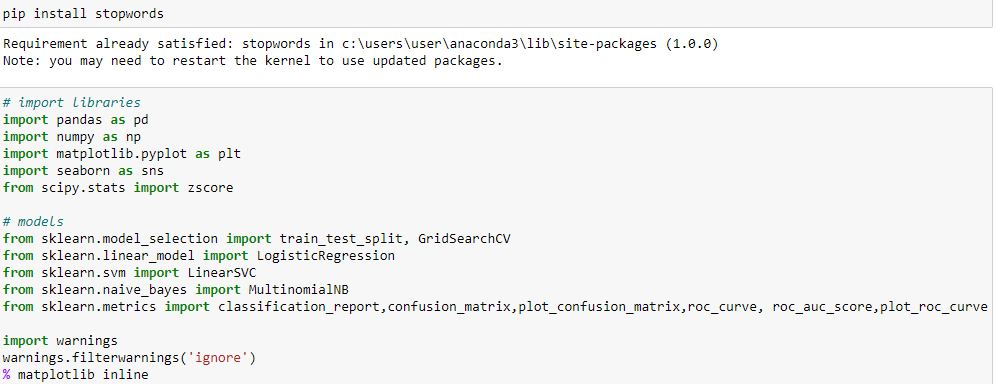 pip install stopwords
Requirement already satisfied: stopwords in c:\users\user\anaconda3\lib\site-packages (1.0.0)
Note: you may need to restart the kernel to use updated packages.
# import libraries
import pandas as pd
import numpy as np
import matplotlib.pyplot as plt
import seaborn as sns
from scipy.stats import zscore
# models
from sklearn.model_selection import train_test_split, GridSearchCV
from sklearn.linear_model import LogisticRegression
from sklearn.svm import LinearSVC
from sklearn.naive_bayes import MultinomialNB
from sklearn.metrics import classification_report,confusion_matrix,plot_confusion_matrix,roc_curve, roc_auc_score,plot_roc_curve
import warnings
warnings.filterwarnings('ignore')
% matplotlib inline